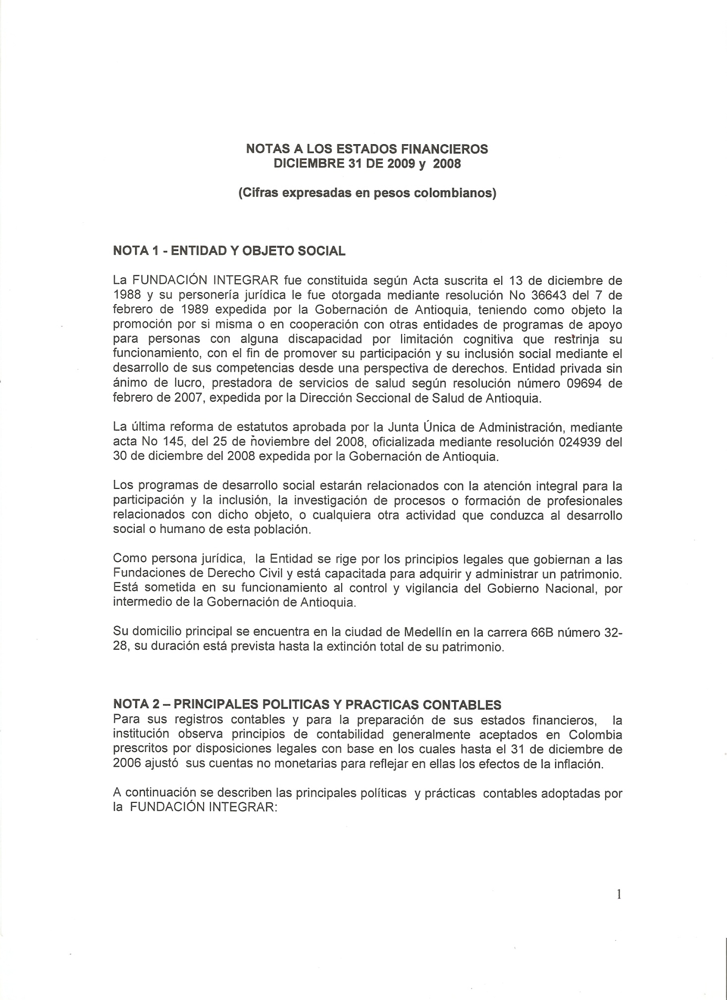 NOTAS A LOS ESTADOS FINANCIEROS
DICIEMBRE 31 DE 2009 y 2008
(Cifras expresadas en pesos colombianos)
NOTA 1 - ENTIDAD Y OBJETO SOCIAL
La FUNDACIÓN INTEGRAR fue constituida según Acta suscrita el 13 de diciembre de
1988 y su personería jurídica le fue otorgada mediante resolución No 36643 del 7 de
febrero de 1989 expedida por la Gobernación de Antioquia, teniendo como objeto la
promoción por si misma o en cooperación con otras entidades de programas de apoyo
para personas con alguna discapacidad por limitación cognitiva que restrinja su
funcionamiento, con el fin de promover su participación y su inclusión social mediante el
desarrollo de sus competencias desde una perspectiva de derechos. Entidad privada sin
ánimo de lucro, prestadora de servicios de salud según resolución número 09694 de
febrero de 2007, expedida por la Dirección Seccional de Salud de Antioquia.
La última reforma de estatutos aprobada por la Junta Única de Administración, mediante
acta No 145, del 25 de noviembre del 2008, oficializada mediante resolución 024939 del
30 de diciembre del 2008 expedida por la Gobernación de Antioquia.
Los programas de desarrollo social estarán relacionados con la atención integral para la
participación y la inclusión, la investigación de procesos o formación de profesionales
relacionados con dicho objeto, o cualquiera otra actividad que conduzca al desarrollo
social o humano de esta población.
Como persona jurídica, la Entidad se rige por los principios legales que gobiernan a las
Fundaciones de Derecho Civil y está capacitada para adquirir y administrar un patrimonio.
Está sometida en su funcionamiento al control y vigilancia del Gobierno Nacional, por
intermedio de la Gobernación de Antioquia.
Su domicilio principal se encuentra en la ciudad de Medellín en la carrera 66B número 32-
28, su duración está prevista hasta la extinción total de su patrimonio.
NOTA 2 – PRINCIPALES POLITICAS Y PRACTICAS CONTABLES
Para sus registros contables y para la preparación de sus estados financieros, la
institución observa principios de contabilidad generalmente aceptados en Colombia
prescritos por disposiciones legales con base en los cuales hasta el 31 de diciembre de
2006 ajustó sus cuentas no monetarias para reflejar en ellas los efectos de la inflación.
A continuación se describen las principales políticas y prácticas contables adoptadas por
la FUNDACIÓN INTEGRAR:
1